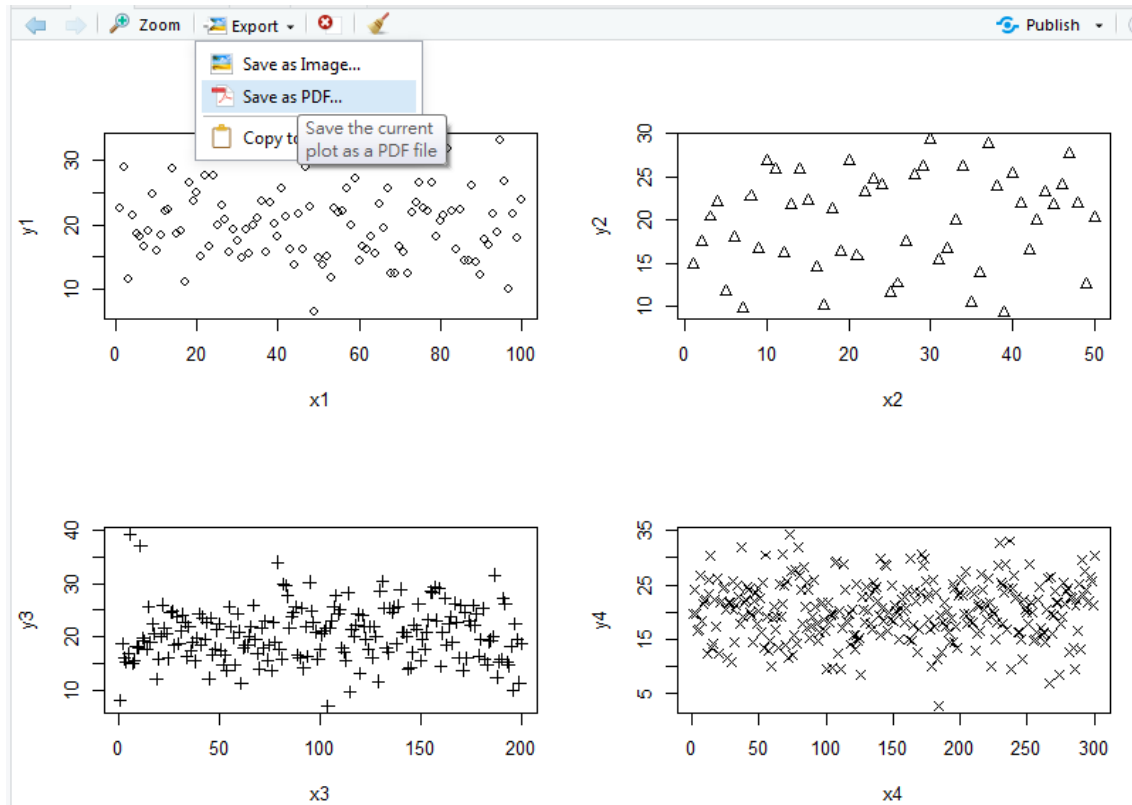 Zoom Export Publish
Save as Image...
Save as PDF...
Copy to
Save the current
plot as a PDF file
y1
30
20
10
0 20 40 60 80 100
x1
y2
30
25
20
15
10
0 10 20 30 40 50
x2
y3
40
30
20
10
0 50 100 150 200
x3
y4
35
25
15
5
0 50 100 150 200 250 300
x4